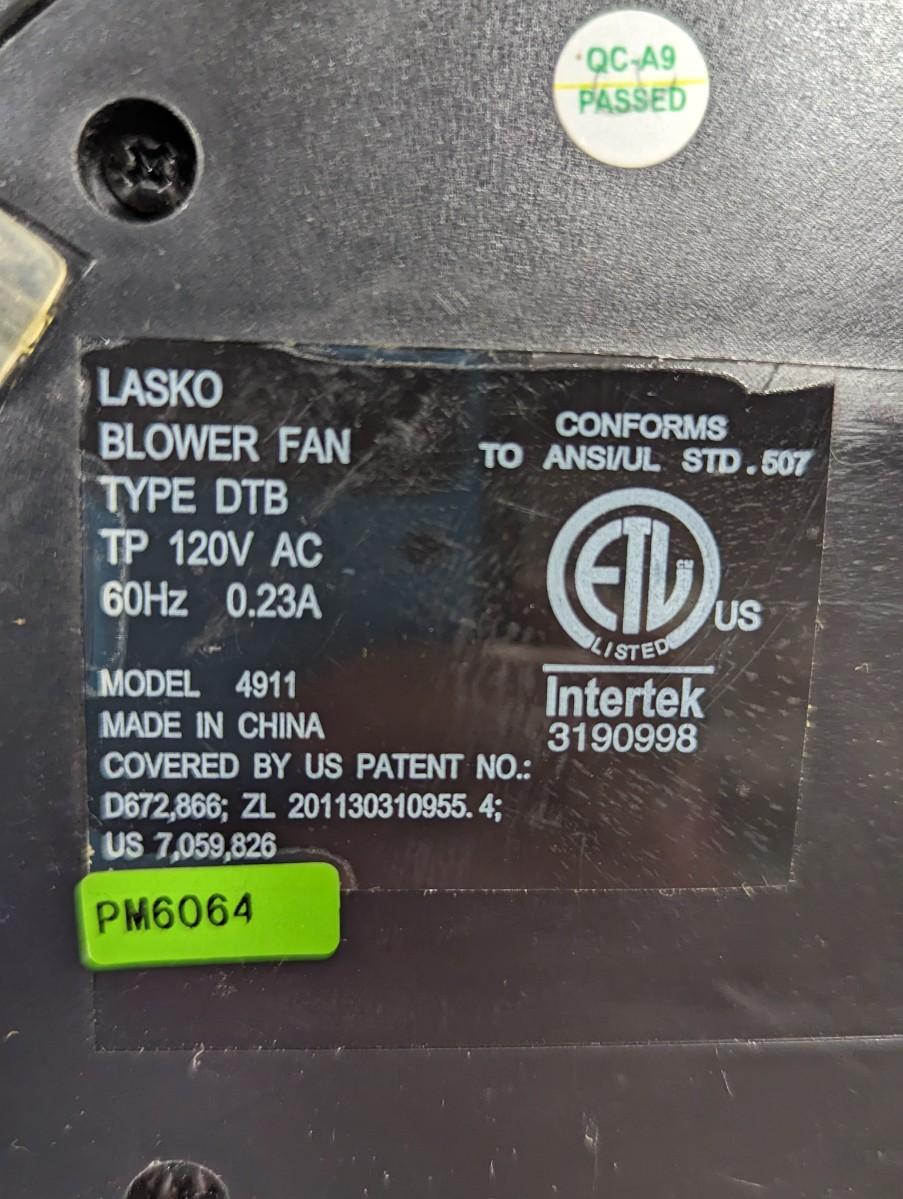 QC-A9
PASSED
LASKO
BLOWER FAN
TYPE DTB
TP 120V AC
60Hz 0.23A
MODEL 4911
MADE IN CHINA
COVERED BY US PATENT NO.:
D672,866; ZL 201130310955.4;
US 7,059,826
CONFORMS
TO ANSI/UL STD.507
ETL CM
LISTED
US
Intertek
3190998
PM6064